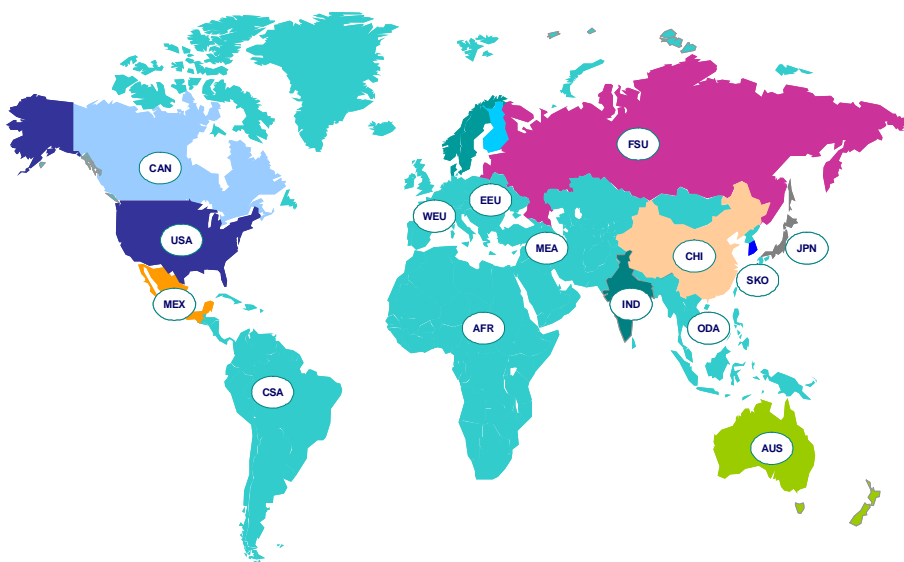 FSU
CAN
EEU
WEU
USA
MEA
JPN
CHI
SKO
MEX
IND
AFR
ODA
CSA
AUS